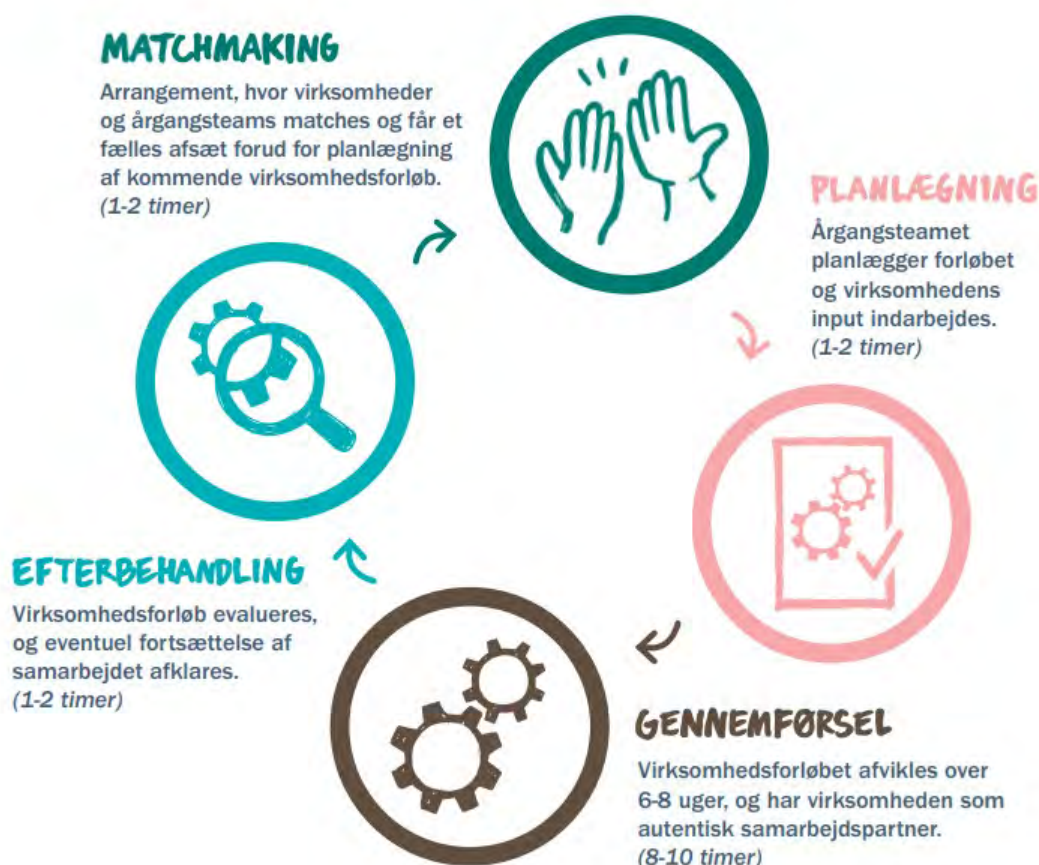 MATCHMAKING
Arrangement, hvor virksomheder
og årgangsteams matches og får et
fælles afsæt forud for planlægning
af kommende virksomhedsforløb.
(1-2 timer)
PLANLÆGNING
Årgangsteamet
planlægger forløbet
og virksomhedens
input indarbejdes.
(1-2 timer)
GENNEMFØRSEL
Virksomhedsforløbet afvikles over
6-8 uger, og har virksomheden som
autentisk samarbejdspartner.
(8-10 timer)
EFTERBEHANDLING
Virksomhedsforløb evalueres,
og eventuel fortsættelse af
samarbejdet afklares.
(1-2 timer)